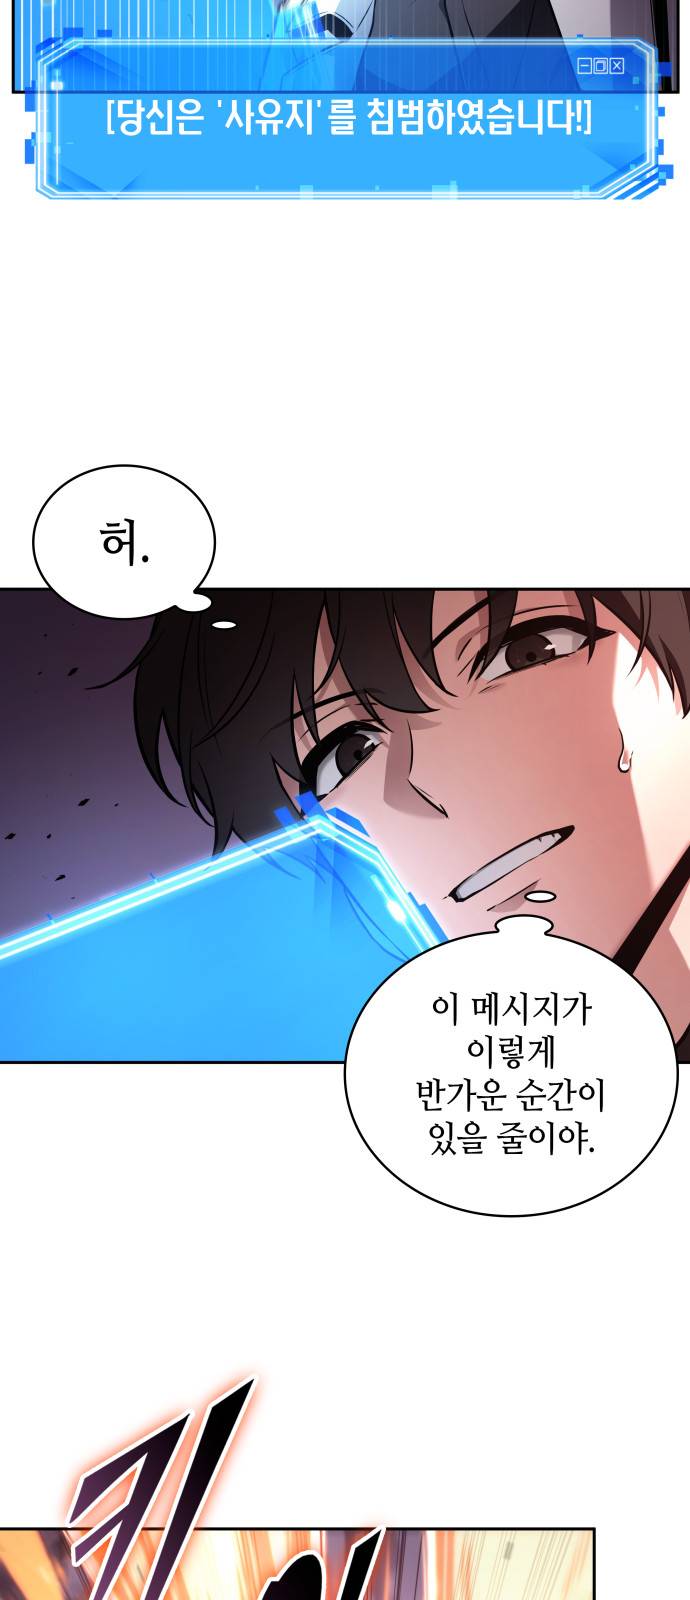 [당신은 '사유지'를 침범하였습니다!]
허.
이 메시지가
이렇게
반가운 순간이
있을 줄이야.